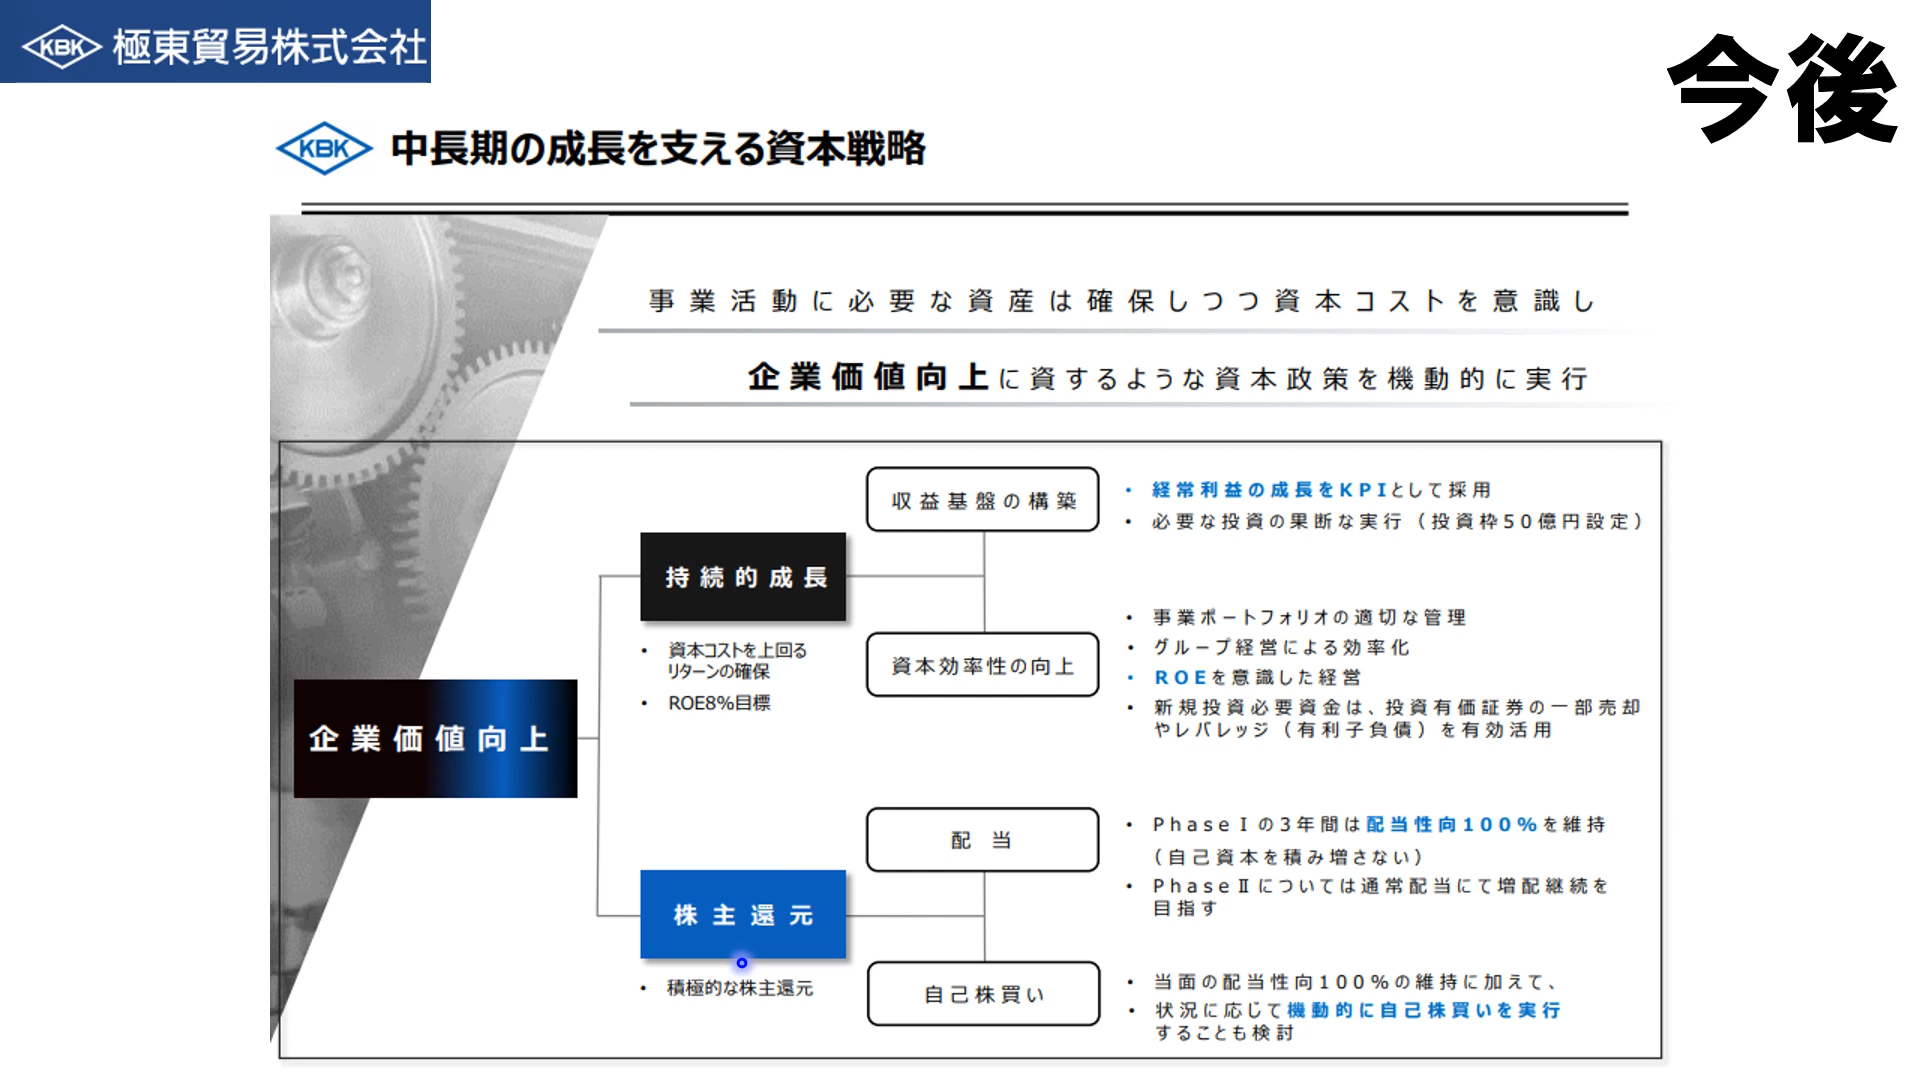 KBK 極東貿易株式会社
今後
KBK 中長期の成長を支える資本戦略
事業活動に必要な資産は確保しつつ資本コストを意識し
企業価値向上に資するような資本政策を機動的に実行
収益基盤の構築
• 経常利益の成長をKPIとして採用
• 必要な投資の果断な実行（投資枠50億円設定）
持続的成長
• 資本コストを上回る
リターンの確保
• ROE8%目標
資本効率性の向上
• 事業ポートフォリオの適切な管理
• グループ経営による効率化
• ROEを意識した経営
• 新規投資必要資金は、投資有価証券の一部売却
やレバレッジ（有利子負債）を有効活用
企業価値向上
配当
• PhaseⅠの3年間は配当性向100%を維持
（自己資本を積み増さない）
• PhaseⅡについては通常配当にて増配継続を
目指す
株主還元
• 積極的な株主還元
自己株買い
• 当面の配当性向100%の維持に加えて、
• 状況に応じて機動的に自己株買いを実行
することも検討